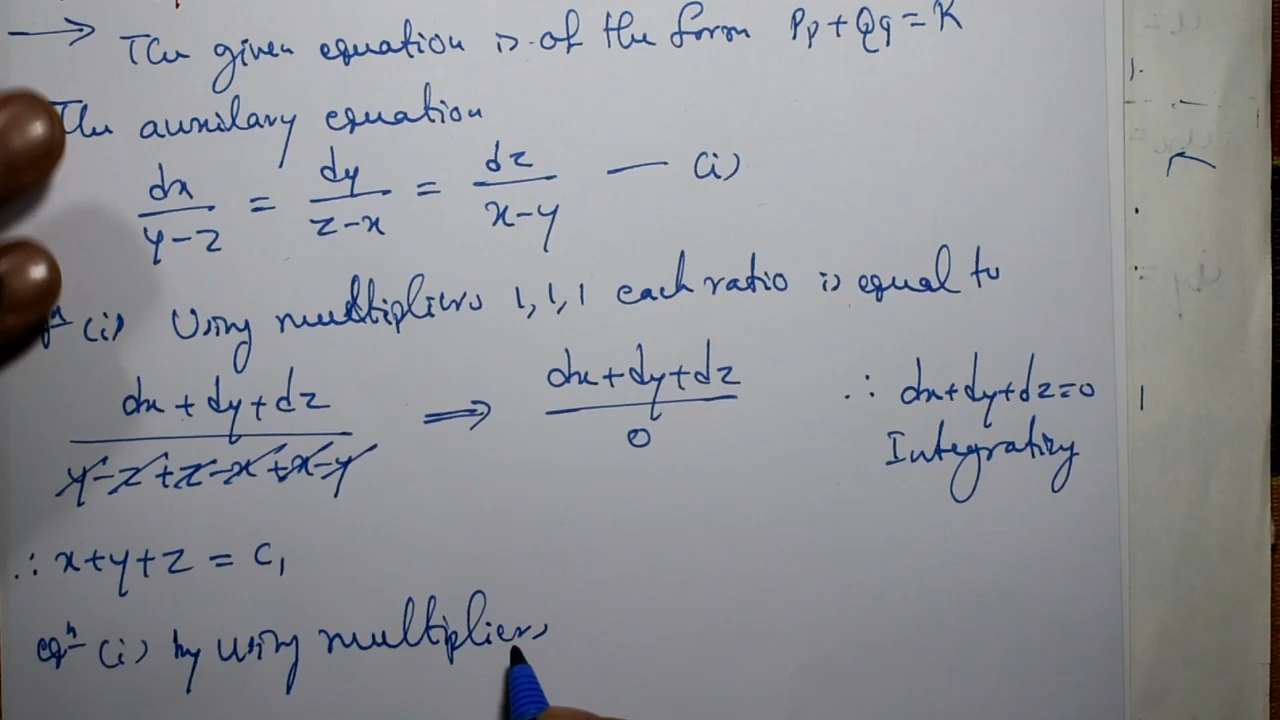 → The given equation is of the form Pp + Qq = R
The auxilary equation
dx/y-z = dy/z-x = dz/x-y — (i)
(i) Using multipliers 1, 1, 1 each ratio is equal to
dx + dy + dz / y-z+z-x+x-y ⟹ dx+dy+dz / 0 ∴ dx+dy+dz=0
Integrating
∴ x+y+z = C₁
eqⁿ (i) by using multipliers